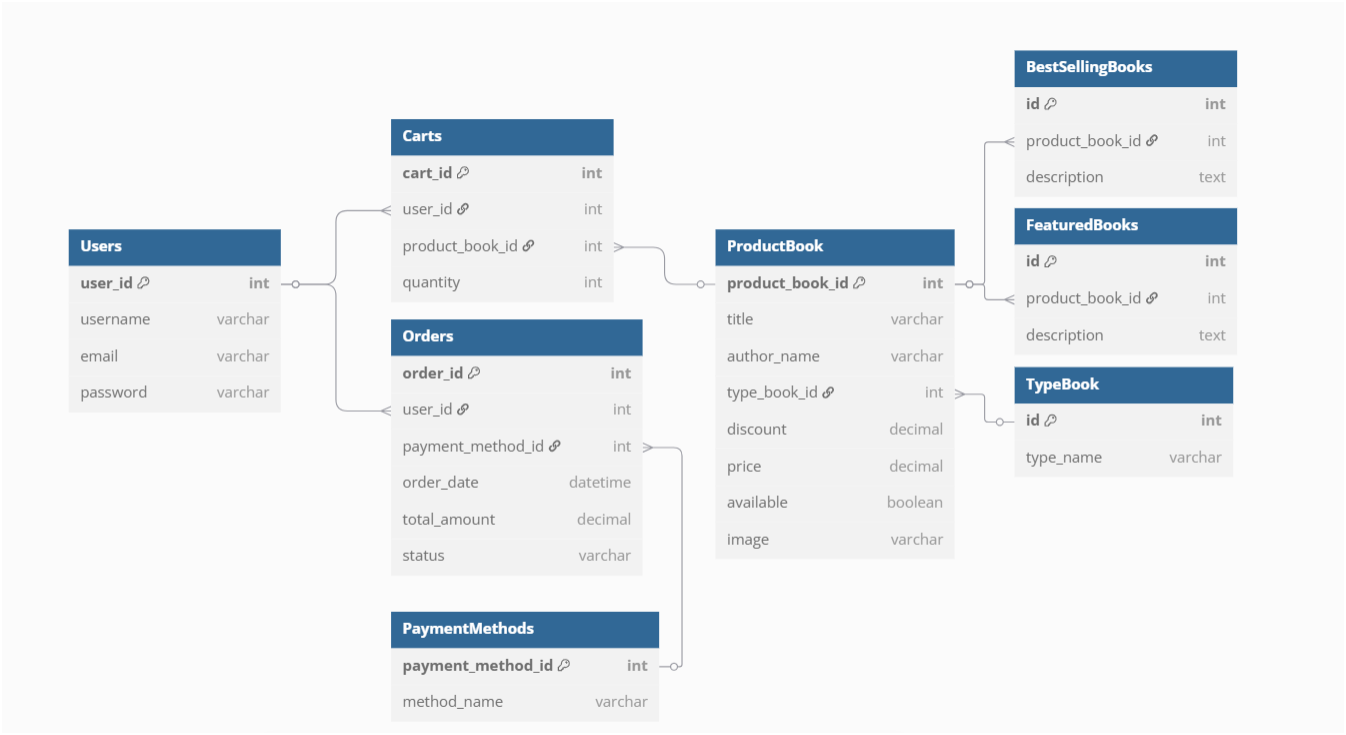 Users
user_id int
username varchar
email varchar
password varchar
Carts
cart_id int
user_id int
product_book_id int
quantity int
Orders
order_id int
user_id int
payment_method_id int
order_date datetime
total_amount decimal
status varchar
PaymentMethods
payment_method_id int
method_name varchar
ProductBook
product_book_id int
title varchar
author_name varchar
type_book_id int
discount decimal
price decimal
available boolean
image varchar
BestSellingBooks
id int
product_book_id int
description text
FeaturedBooks
id int
product_book_id int
description text
TypeBook
id int
type_name varchar